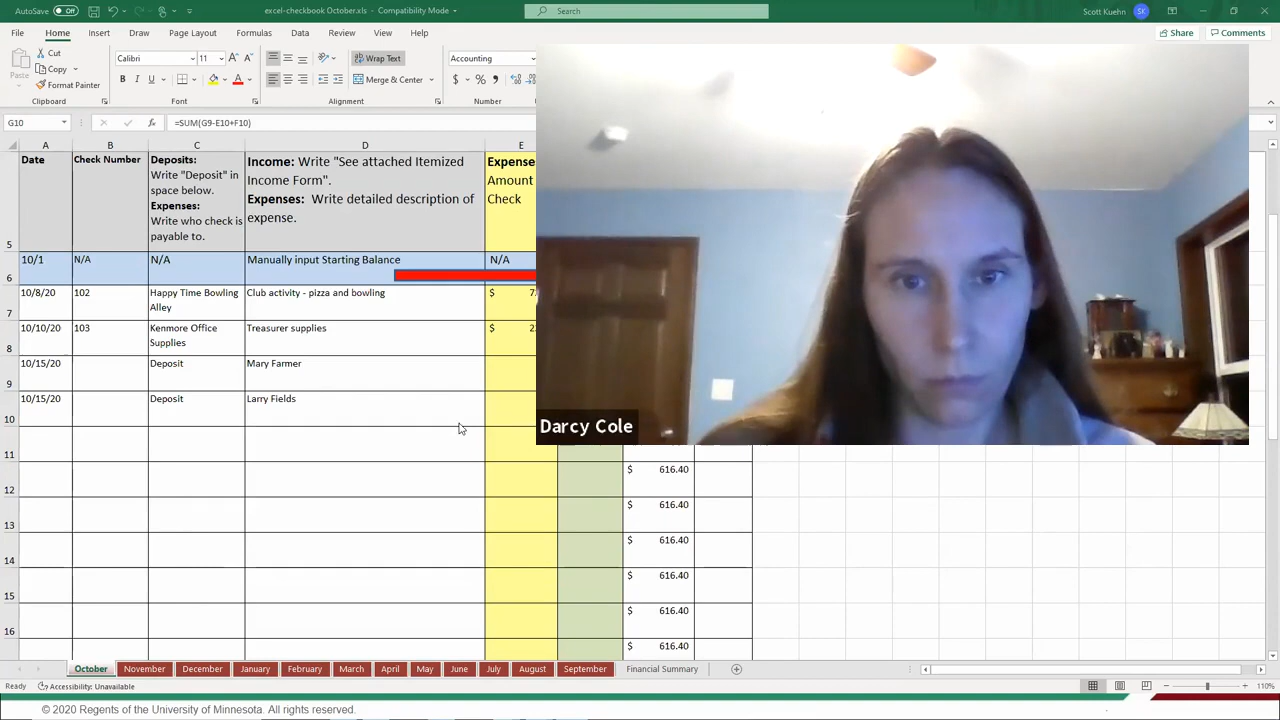 AutoSave Off excel-checkbook October.xls - Compatibility Mode Search Scott Kuehn SK
File Home Insert Draw Page Layout Formulas Data Review View Help Share Comments
Paste Cut Copy Format Painter Calibri 11 Wrap Text Merge & Center Accounting
B I U A $ % ,
Clipboard Font Alignment Number
G10 fx =SUM(G9-E10+F10)
A B C D E
5 Date Check Number Deposits: Income: Write "See attached Itemized Expense
Write "Deposit" in Income Form". Amount
space below. Expenses: Write detailed description of Check
Expenses: expense.
Write who check is
payable to.
6 10/1 N/A N/A Manually input Starting Balance N/A
7 10/8/20 102 Happy Time Bowling Club activity - pizza and bowling $ 7
Alley
8 10/10/20 103 Kenmore Office Treasurer supplies $ 2
Supplies
9 10/15/20 Deposit Mary Farmer
10 10/15/20 Deposit Larry Fields
Darcy Cole
11
12 $ 616.40
13 $ 616.40
14 $ 616.40
15 $ 616.40
16 $ 616.40
$ 616.40
October November December January February March April May June July August September Financial Summary
Ready Accessibility: Unavailable 110%
© 2020 Regents of the University of Minnesota. All rights reserved.